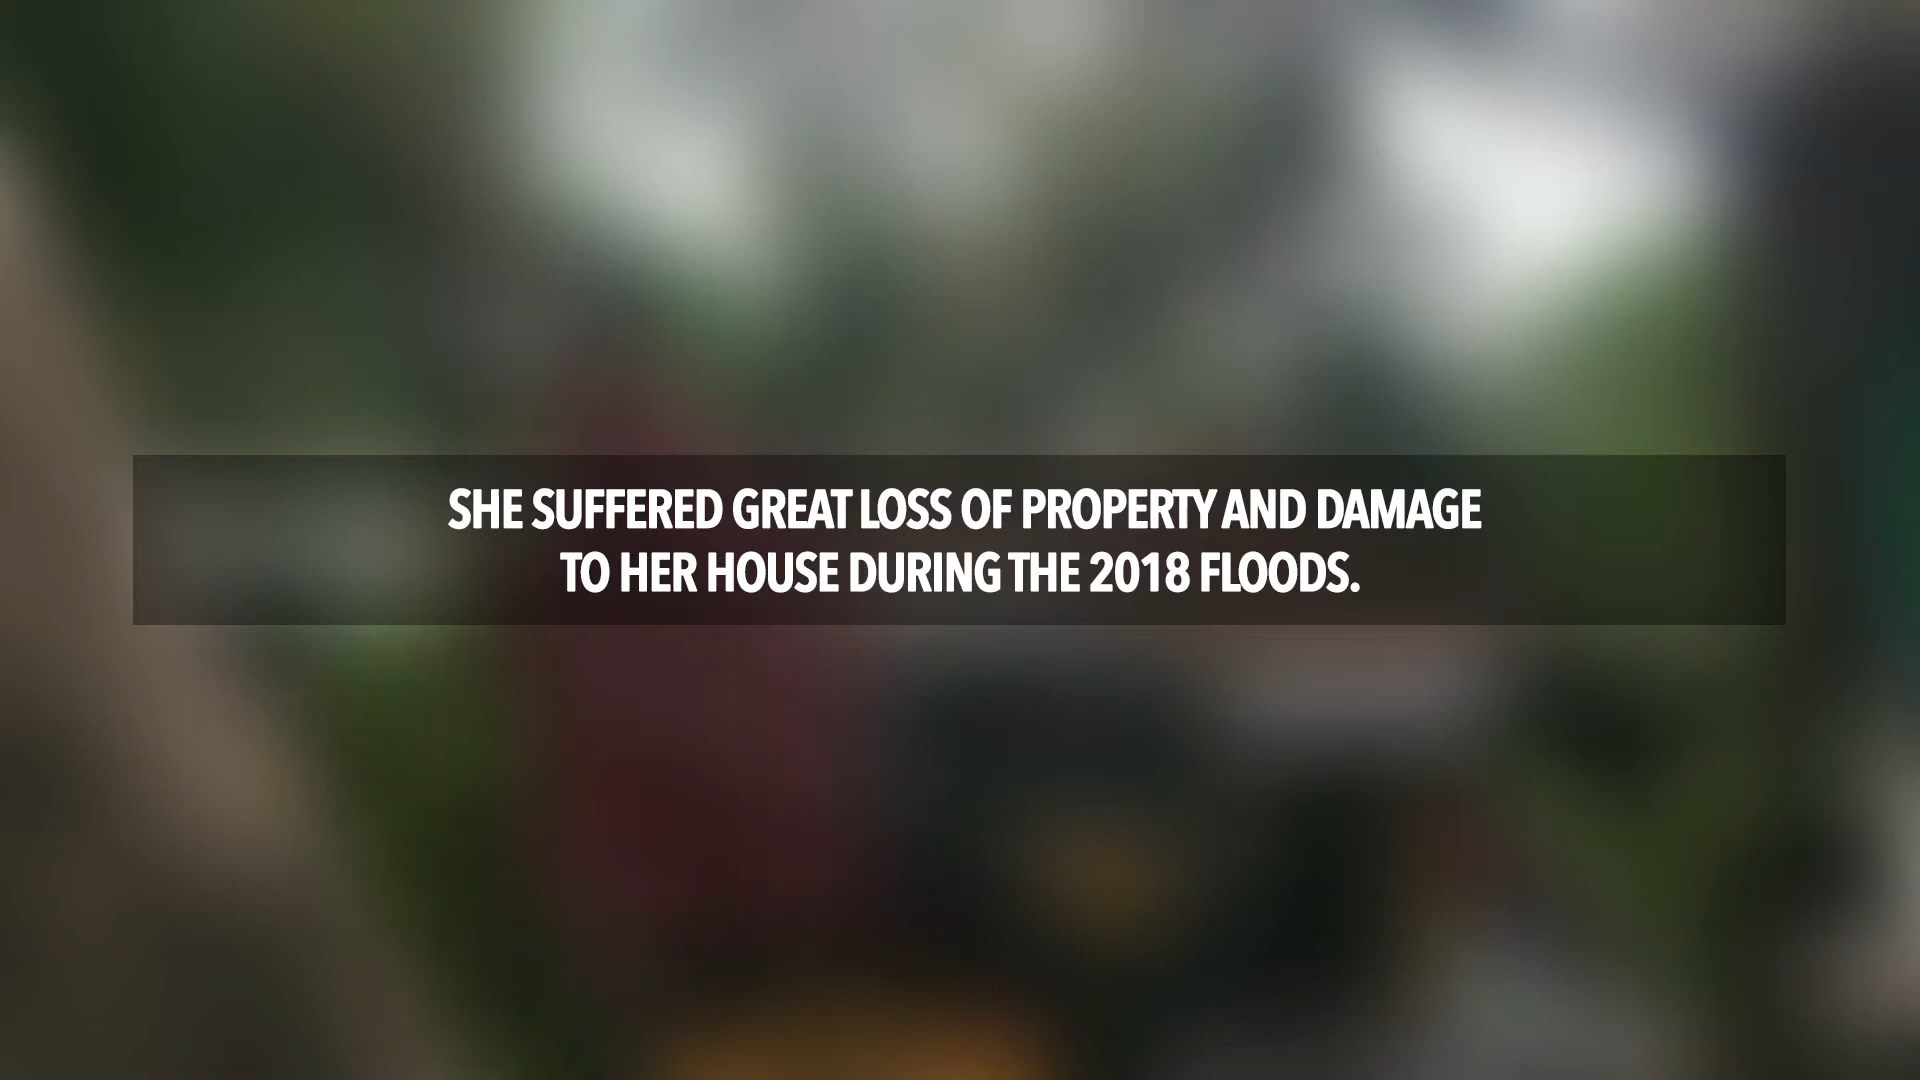 SHE SUFFERED GREAT LOSS OF PROPERTY AND DAMAGE
TO HER HOUSE DURING THE 2018 FLOODS.